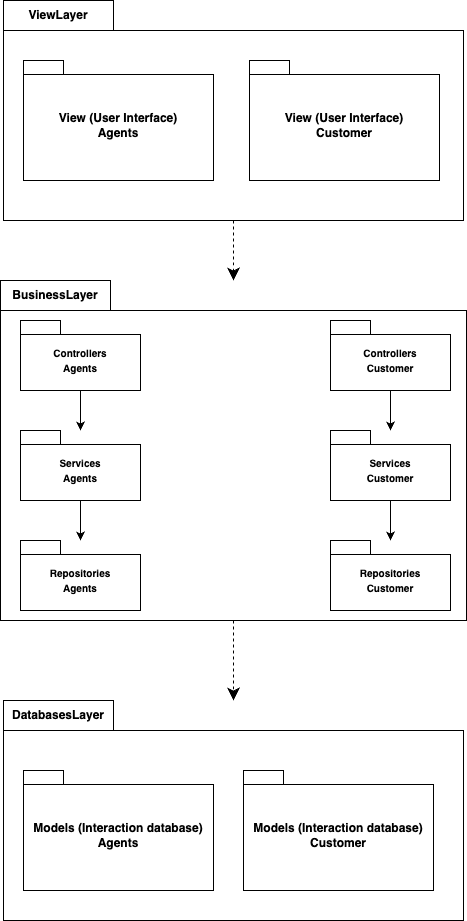 ViewLayer
View (User Interface)
Agents
View (User Interface)
Customer
BusinessLayer
Controllers
Agents
Controllers
Customer
Services
Agents
Services
Customer
Repositories
Agents
Repositories
Customer
DatabasesLayer
Models (Interaction database)
Agents
Models (Interaction database)
Customer